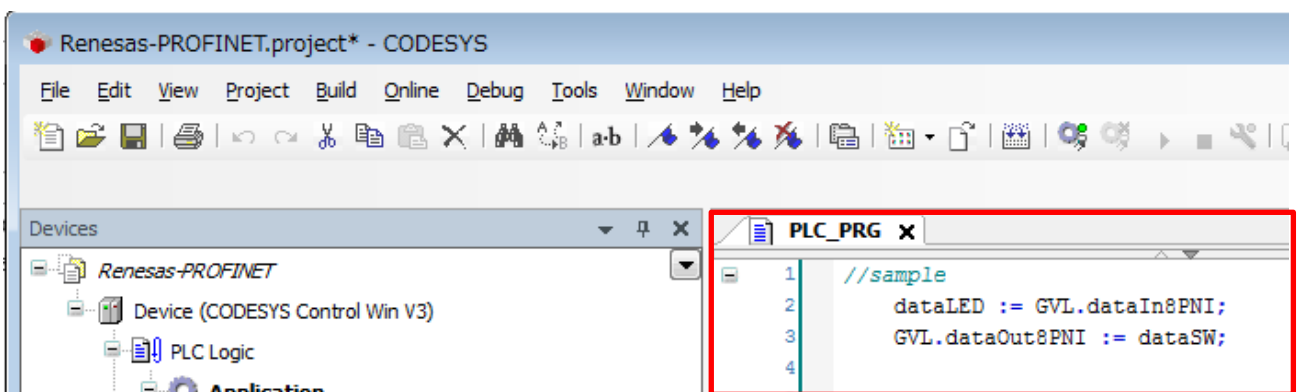 Renesas-PROFINET.project* - CODESYS
File Edit View Project Build Online Debug Tools Window Help
Devices
Renesas-PROFINET
Device (CODESYS Control Win V3)
PLC Logic
Application
PLC_PRG
1 //sample
2 dataLED := GVL.dataIn8PNI;
3 GVL.dataOut8PNI := dataSW;
4